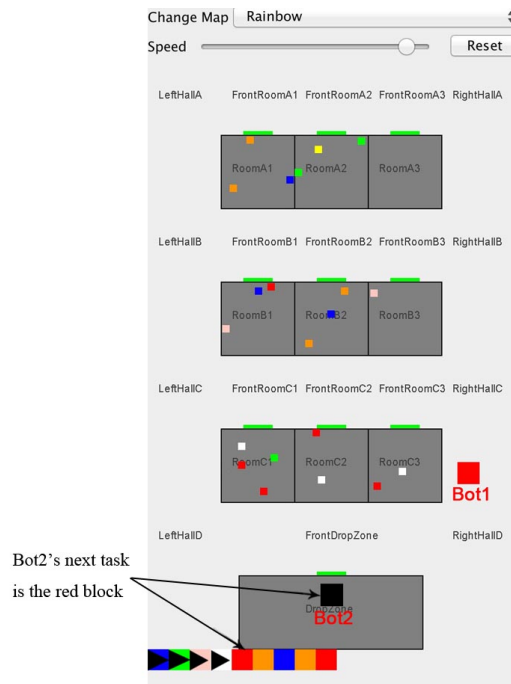 Change Map Rainbow
Speed Reset
LeftHallA FrontRoomA1 FrontRoomA2 FrontRoomA3 RightHallA
RoomA1 RoomA2 RoomA3
LeftHallB FrontRoomB1 FrontRoomB2 FrontRoomB3 RightHallB
RoomB1 RoomB2 RoomB3
LeftHallC FrontRoomC1 FrontRoomC2 FrontRoomC3 RightHallC
RoomC1 RoomC2 RoomC3
Bot1
LeftHallD FrontDropZone RightHallD
Bot2's next task
is the red block
DropZone
Bot2